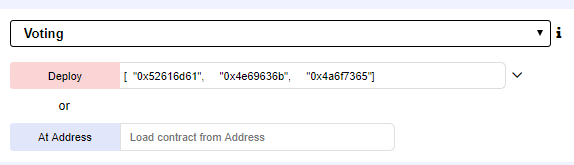 Voting
Deploy [ "0x52616d61", "0x4e69636b", "0x4a6f7365"]
or
At Address Load contract from Address